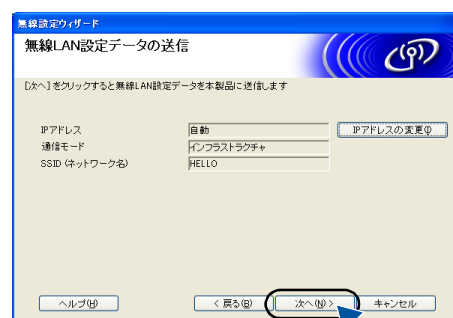 無線設定ウィザード
無線LAN設定データの送信
[次へ]をクリックすると無線LAN設定データを本製品に送信します
IPアドレス 自動 IPアドレスの変更(I)
通信モード インフラストラクチャ
SSID (ネットワーク名) HELLO
ヘルプ(H) < 戻る(B) 次へ(N) > キャンセル